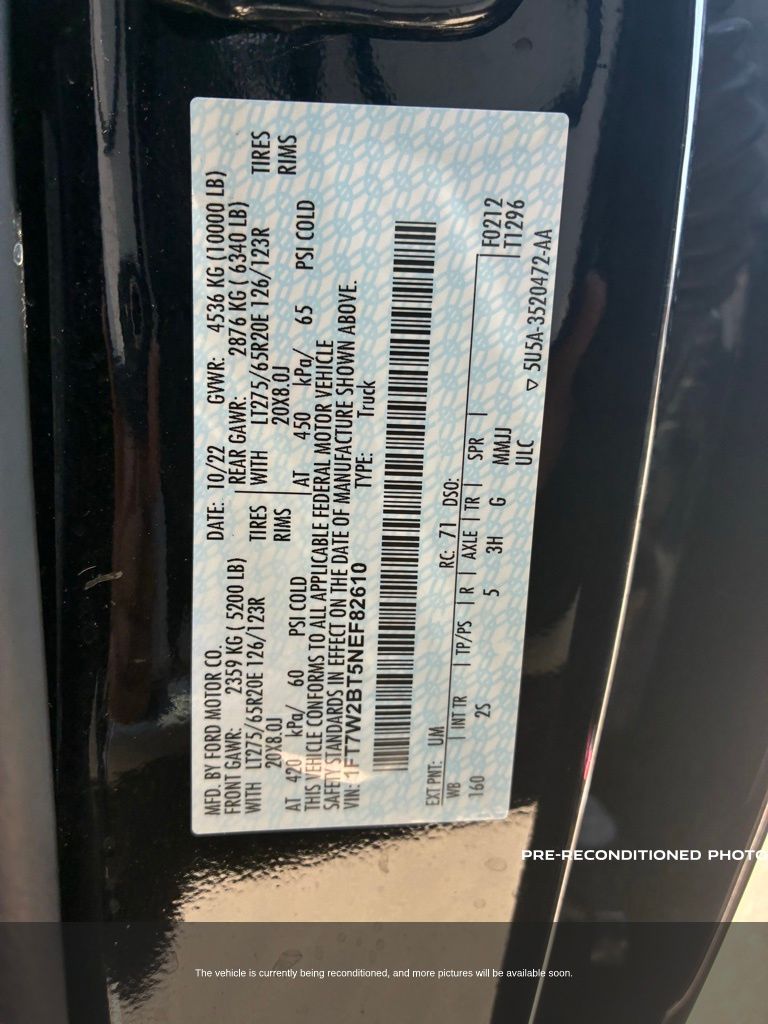 MFD. BY FORD MOTOR CO. DATE: 10/22 GVWR: 4536 KG (10000 LB)
FRONT GAWR: 2359 KG ( 5200 LB) REAR GAWR: 2876 KG ( 6340 LB)
WITH LT275/65R20E 126/123R TIRES WITH LT275/65R20E 126/123R TIRES
20X8.0J RIMS 20X8.0J RIMS
AT 420 kPa/ 60 PSI COLD AT 450 kPa/ 65 PSI COLD
THIS VEHICLE CONFORMS TO ALL APPLICABLE FEDERAL MOTOR VEHICLE
SAFETY STANDARDS IN EFFECT ON THE DATE OF MANUFACTURE SHOWN ABOVE.
VIN: 1FT7W2BT5NEF82610 TYPE: Truck
EXT PNT: UM RC: 71 DSO:
WB INT TR TP/PS R AXLE TR SPR F0212
160 2S 5 3H G MMJJ T1296
ULC
▽ 5U5A-3520472-AA
PRE-RECONDITIONED PHOTO
The vehicle is currently being reconditioned, and more pictures will be available soon.